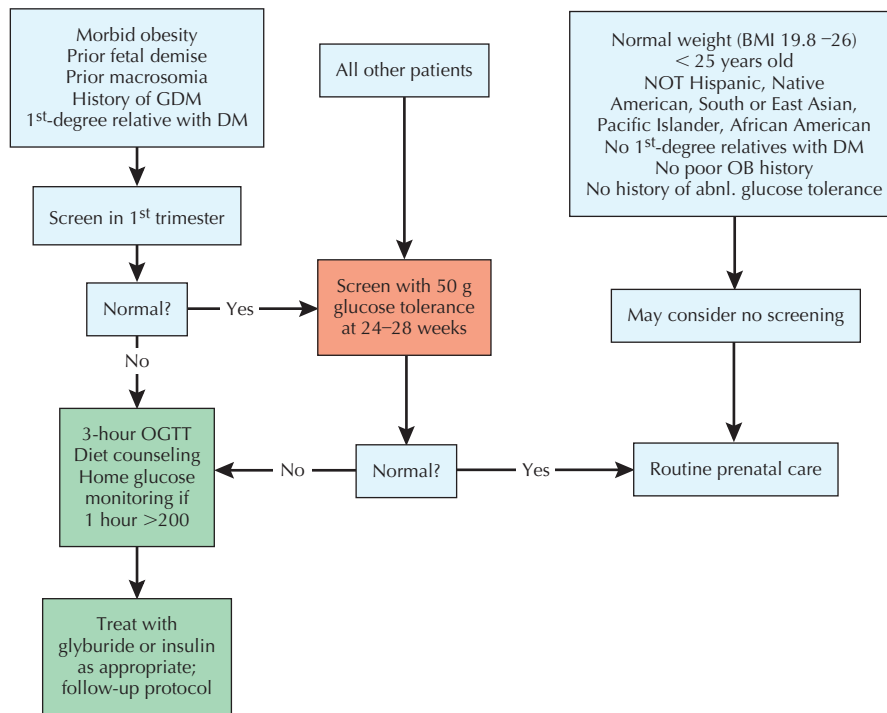 Morbid obesity
Prior fetal demise
Prior macrosomia
History of GDM
1st-degree relative with DM
All other patients
Normal weight (BMI 19.8 –26)
< 25 years old
NOT Hispanic, Native
American, South or East Asian,
Pacific Islander, African American
No 1st-degree relatives with DM
No poor OB history
No history of abnl. glucose tolerance
Screen in 1st trimester
Normal?
Yes
Screen with 50 g
glucose tolerance
at 24–28 weeks
May consider no screening
No
3-hour OGTT
Diet counseling
Home glucose
monitoring if
1 hour >200
No
Normal?
Yes
Routine prenatal care
Treat with
glyburide or insulin
as appropriate;
follow-up protocol